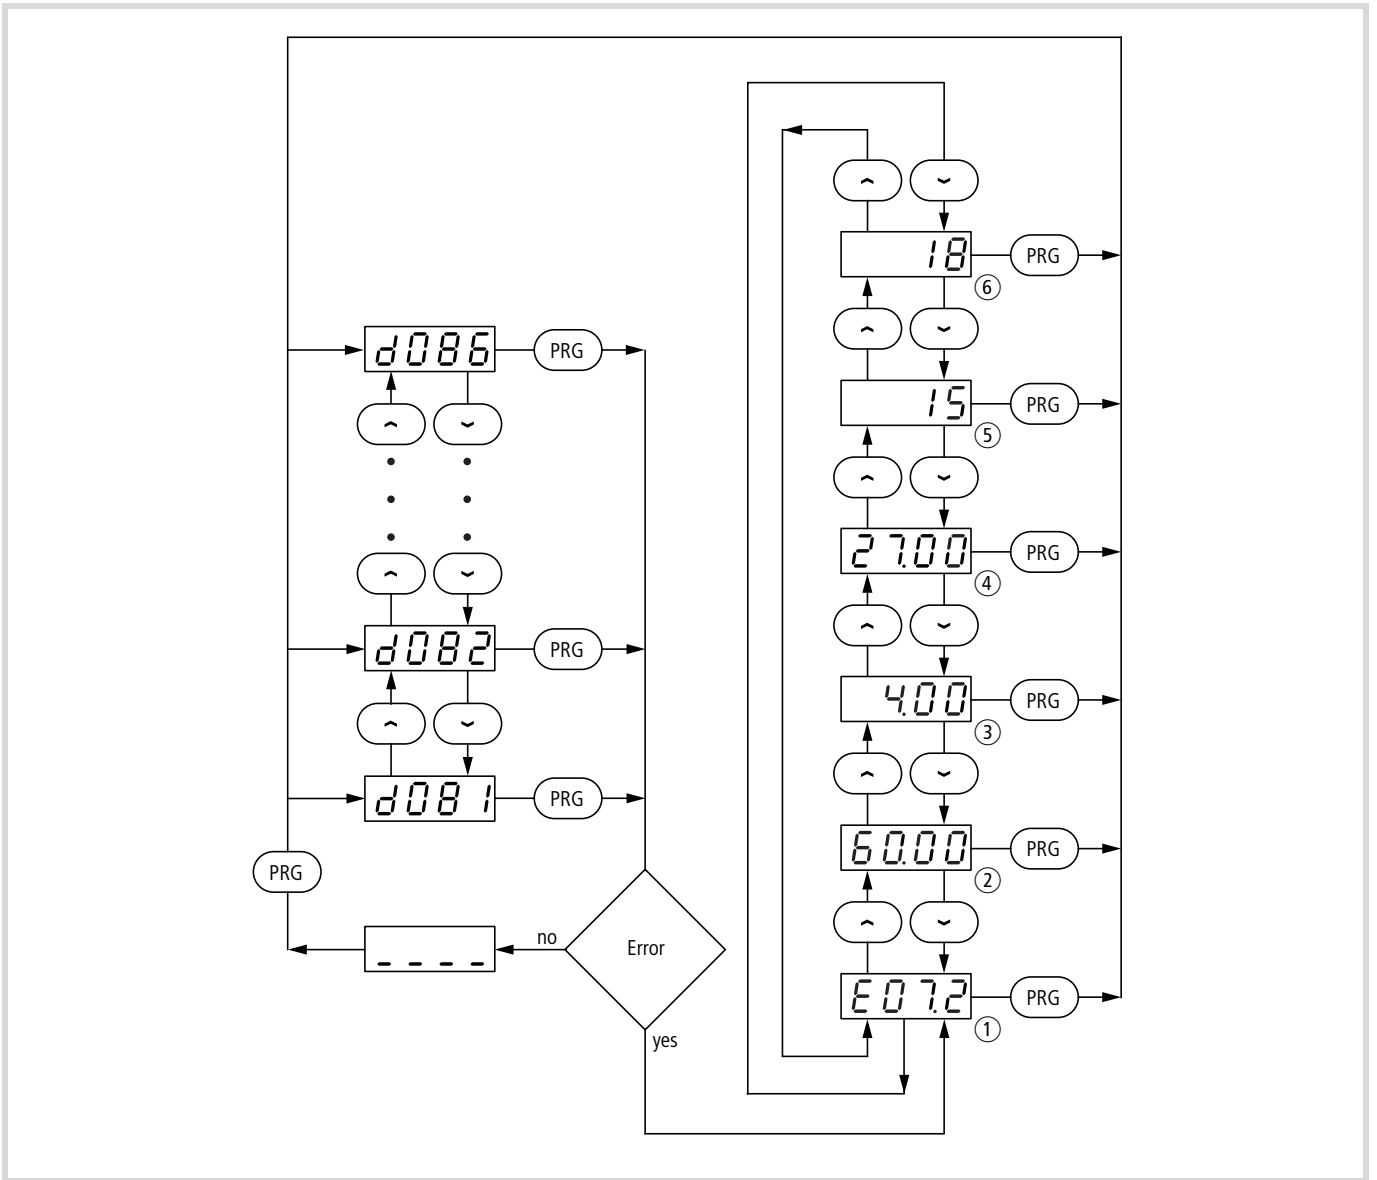 18
PRG
⑥
d086
PRG
15
PRG
⑤
27.00
PRG
④
d082
PRG
4.00
PRG
③
d081
PRG
60.00
PRG
②
PRG
_ _ _ _
no
Error
yes
E07.2
PRG
①